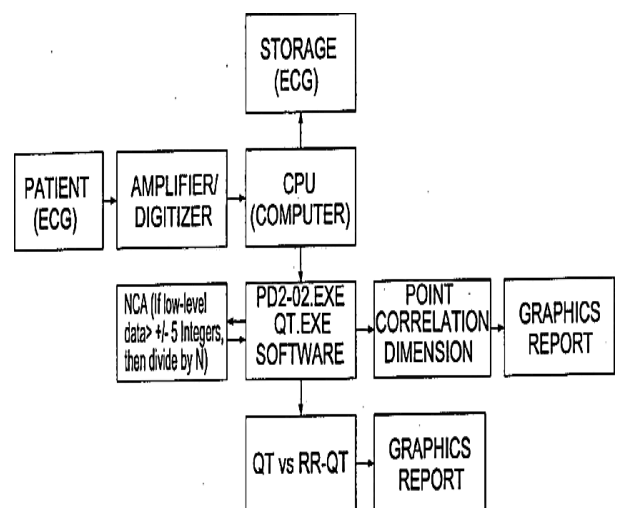 STORAGE
(ECG)
PATIENT
(ECG)
AMPLIFIER/
DIGITIZER
CPU
(COMPUTER)
NCA (If low-level
data> +/- 5 Integers,
then divide by N)
PD2-02.EXE
QT.EXE
SOFTWARE
POINT
CORRELATION
DIMENSION
GRAPHICS
REPORT
QT vs RR-QT
GRAPHICS
REPORT